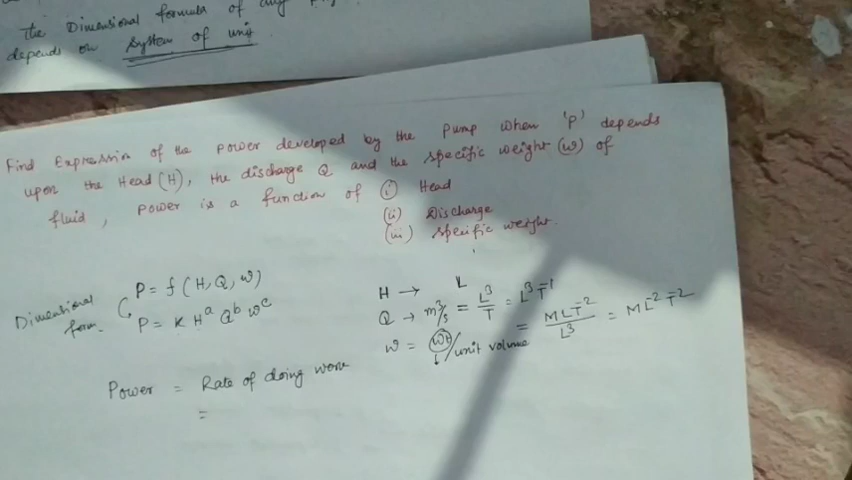 The Dimensional formula of any
depends on system of unit
Find Expression of the power developed by the pump when 'P' depends
upon the Head (H), the discharge Q and the specific weight (w) of
fluid, power is a function of (i) Head
(ii) Discharge
(iii) specific weight.
Dimensional form.
P = f (H, Q, w)
P = K H^a Q^b w^c
H → L
Q → m³/s = L³/T = L³ T⁻¹
w = Wt/unit volume = MLT⁻²/L³ = ML⁻² T⁻²
Power = Rate of doing work
=